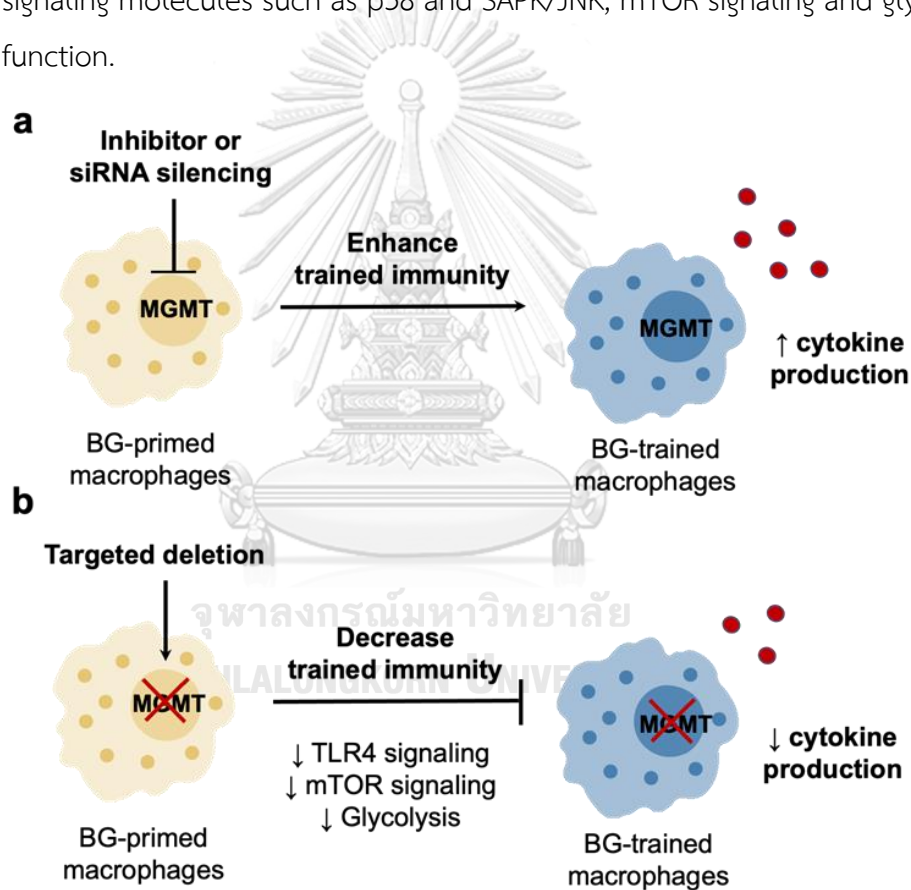 signaling molecules such as p38 and SAPK/JNK, mTOR signaling and gly
function.
a
Inhibitor or
siRNA silencing
MGMT
Enhance
trained immunity
MGMT
↑ cytokine
production
BG-primed
macrophages
BG-trained
macrophages
b
Targeted deletion
จุฬาลงกรณ์มหาวิทยาลัย
MGMT
Decrease
trained immunity
↓ TLR4 signaling
↓ mTOR signaling
↓ Glycolysis
MGMT
↓ cytokine
production
BG-primed
macrophages
BG-trained
macrophages